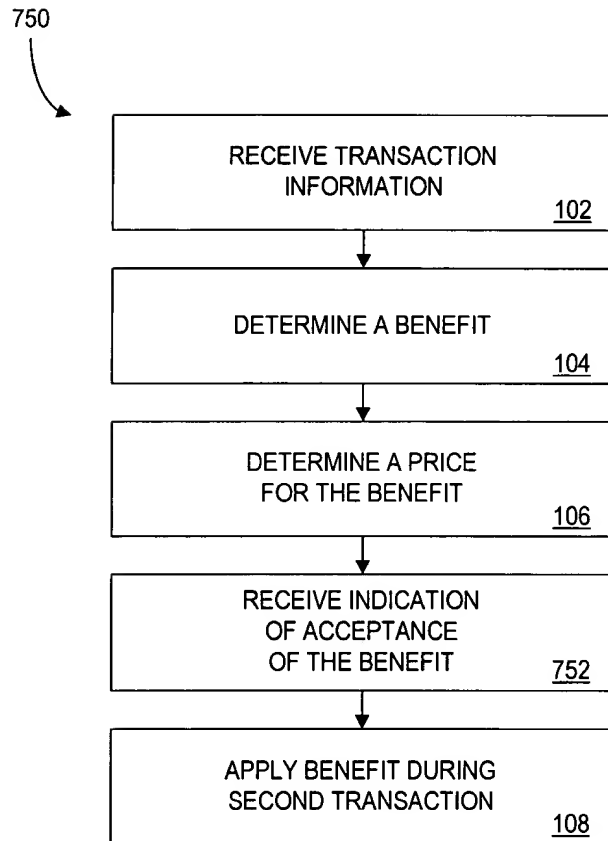 750
RECEIVE TRANSACTION
INFORMATION
102
DETERMINE A BENEFIT
104
DETERMINE A PRICE
FOR THE BENEFIT
106
RECEIVE INDICATION
OF ACCEPTANCE
OF THE BENEFIT
752
APPLY BENEFIT DURING
SECOND TRANSACTION
108